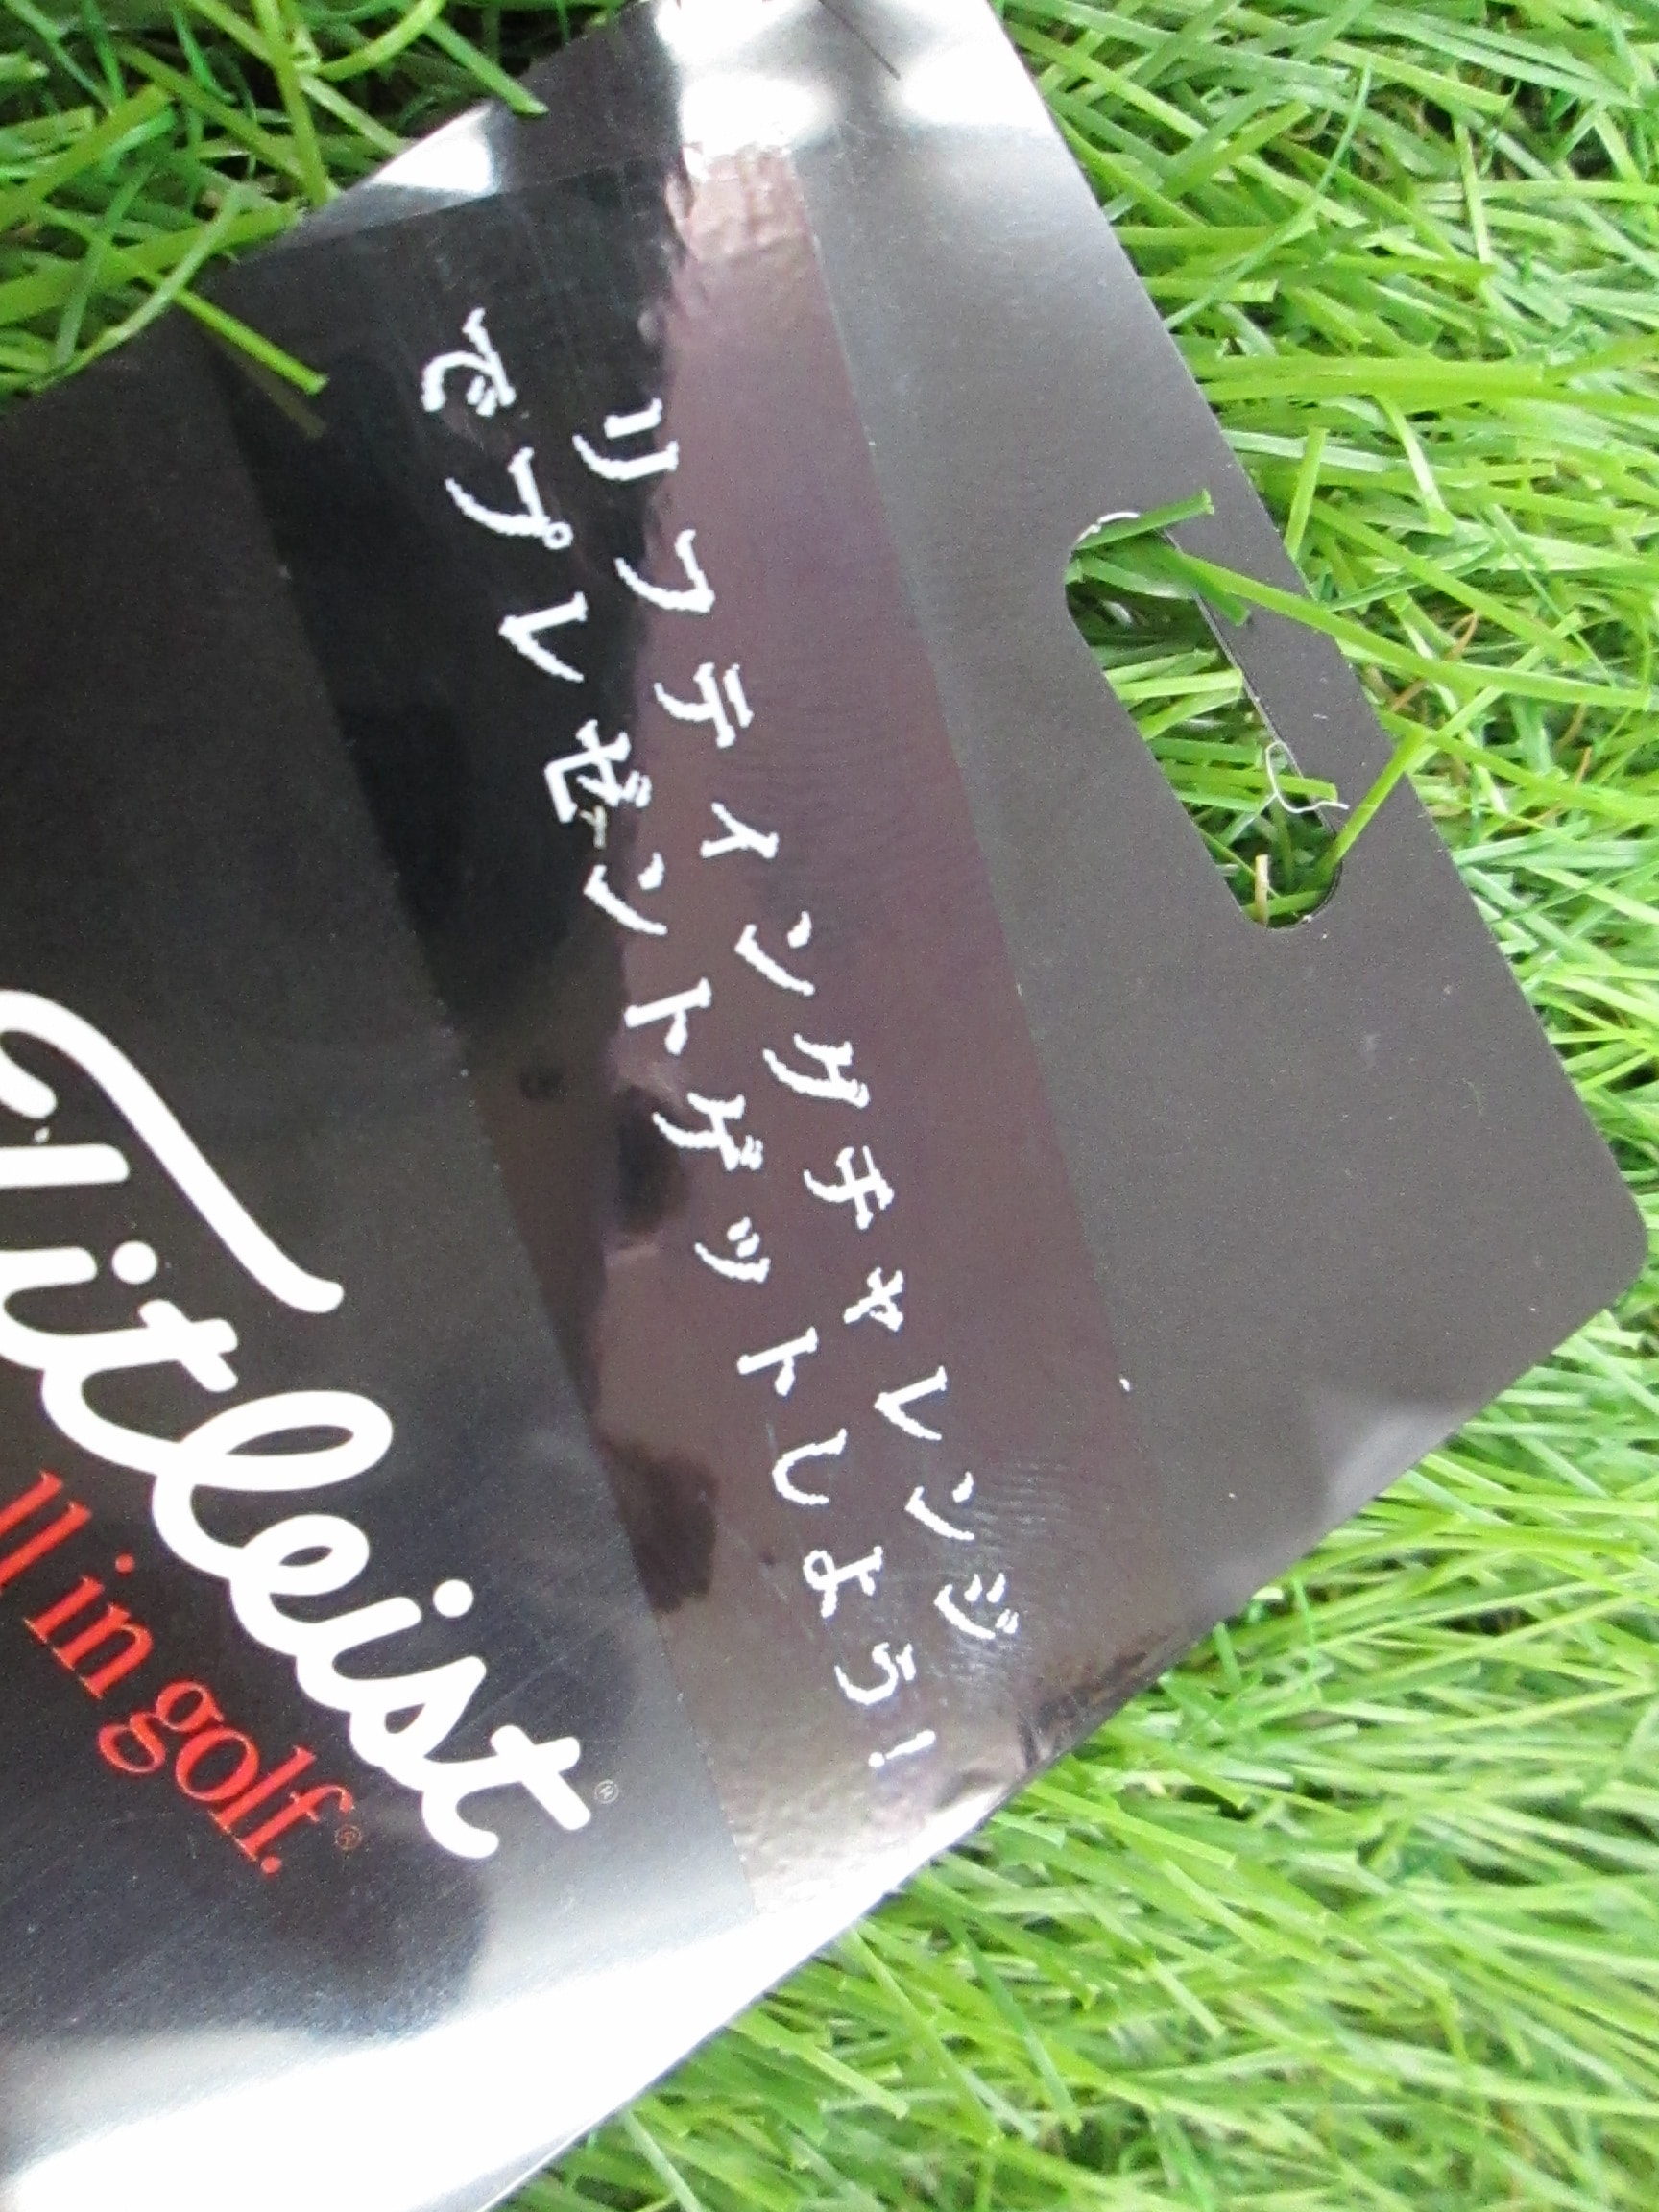 リフティングチャレンジ
でプレゼントゲットしよう!
Titleist®
ll in golf.®